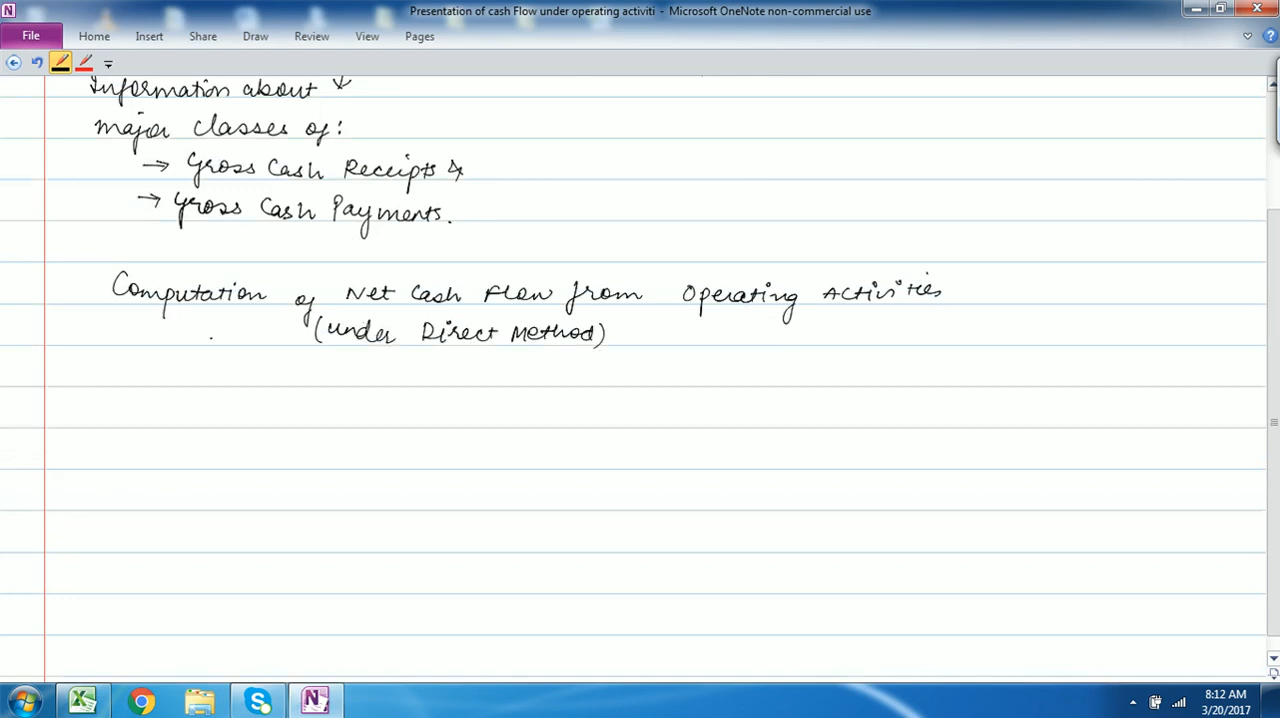 Presentation of cash Flow under operating activiti - Microsoft OneNote non-commercial use
File Home Insert Share Draw Review View Pages
Information about
Major Classes of:
→ Gross Cash Receipts &
→ Gross Cash Payments.
Computation of Net Cash Flow from Operating Activities
(under Direct Method)
8:12 AM
3/20/2017